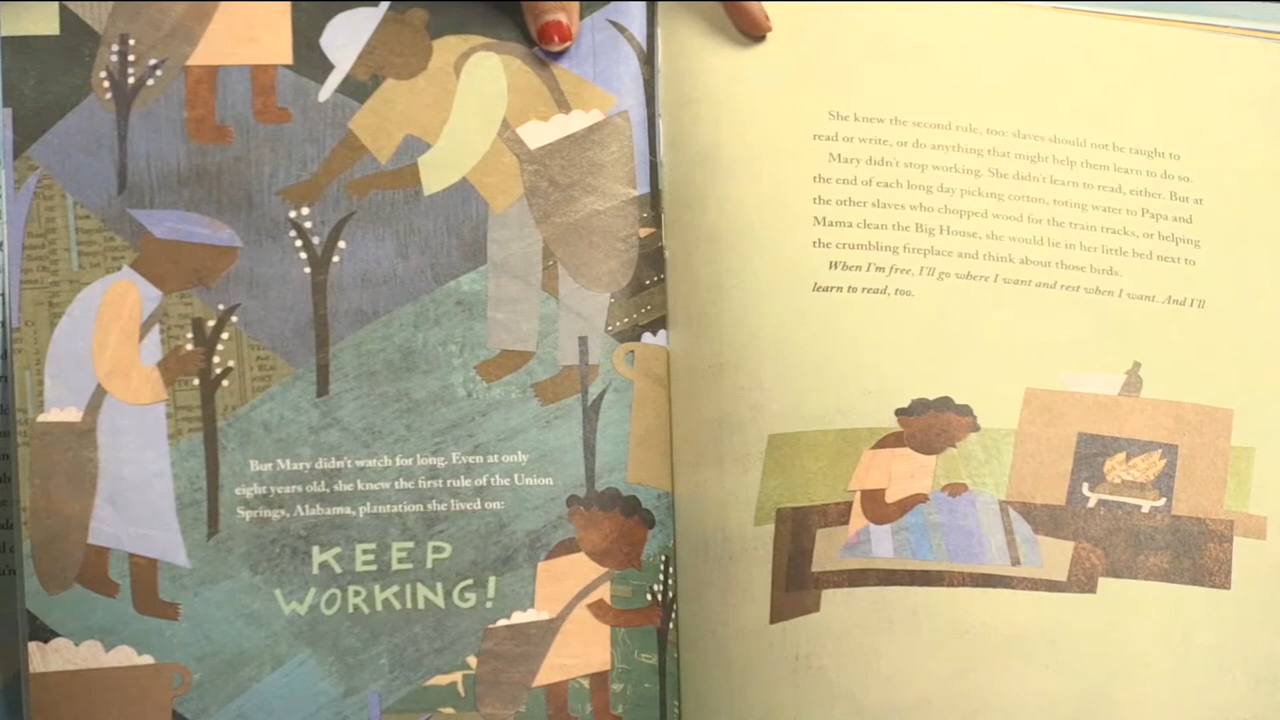 But Mary didn't watch for long. Even at only
eight years old, she knew the first rule of the Union
Springs, Alabama, plantation she lived on:
KEEP
WORKING!
She knew the second rule, too: slaves should not be taught to
read or write, or do anything that might help them learn to do so.
Mary didn't stop working. She didn't learn to read, either. But at
the end of each long day picking cotton, toting water to Papa and
the other slaves who chopped wood for the train tracks, or helping
Mama clean the Big House, she would lie in her little bed next to
the crumbling fireplace and think about those birds.
When I'm free, I'll go where I want and rest when I want. And I'll
learn to read, too.